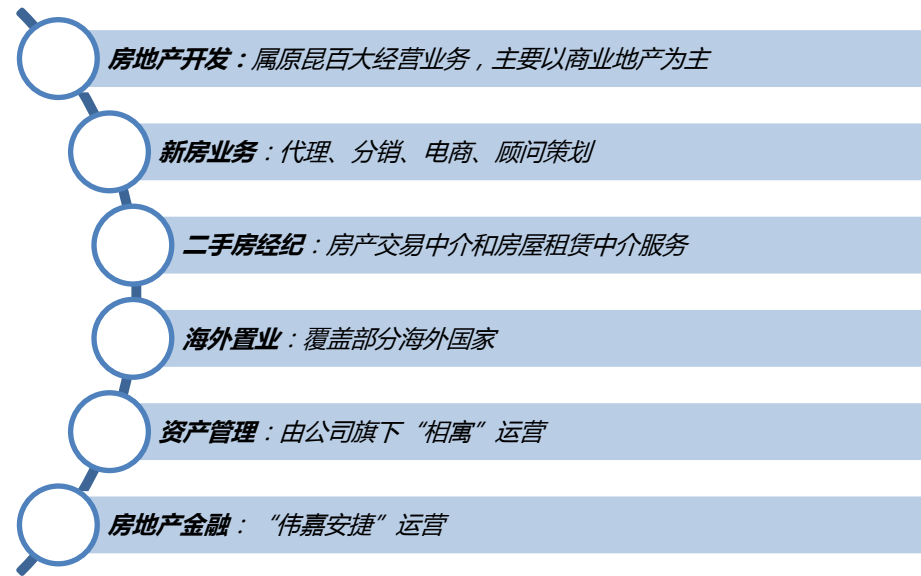 房地产开发：属原昆百大经营业务，主要以商业地产为主
新房业务：代理、分销、电商、顾问策划
二手房经纪：房产交易中介和房屋租赁中介服务
海外置业：覆盖部分海外国家
资产管理：由公司旗下“相寓”运营
房地产金融： “伟嘉安捷”运营